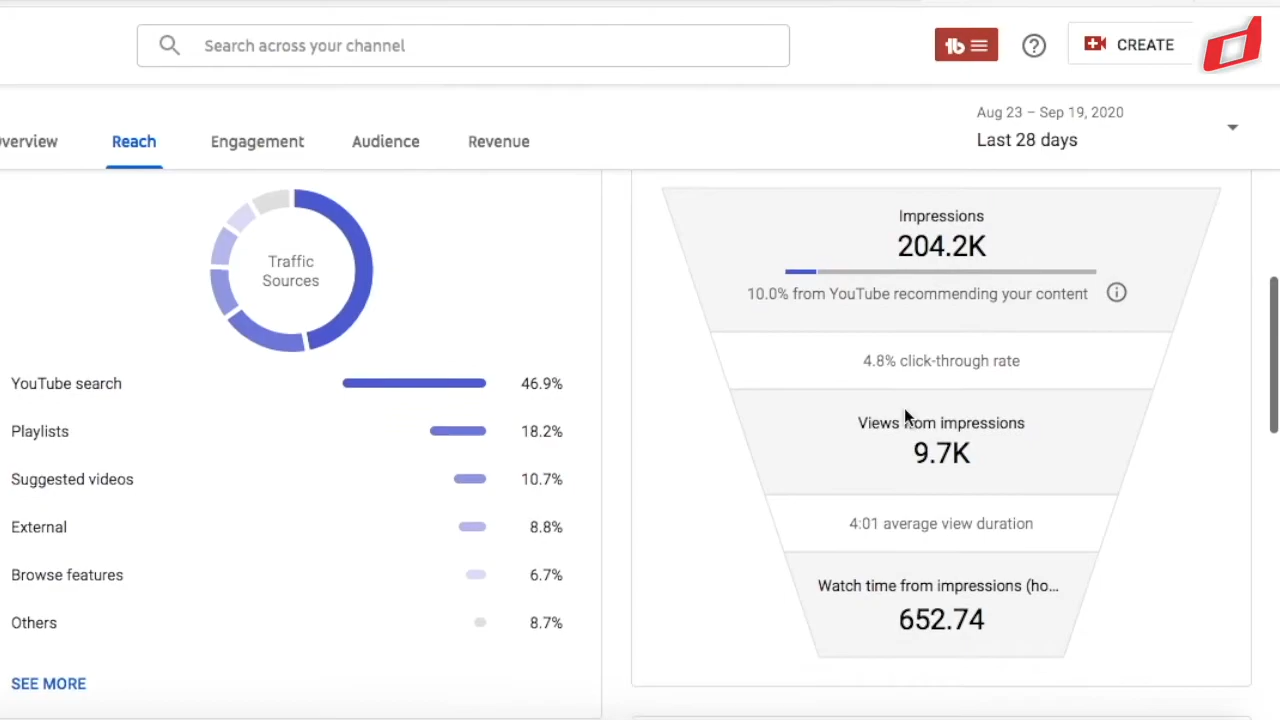 Search across your channel
CREATE
Aug 23 – Sep 19, 2020
Last 28 days
verview
Reach
Engagement
Audience
Revenue
Traffic
Sources
YouTube search 46.9%
Playlists 18.2%
Suggested videos 10.7%
External 8.8%
Browse features 6.7%
Others 8.7%
SEE MORE
Impressions
204.2K
10.0% from YouTube recommending your content
4.8% click-through rate
Views from impressions
9.7K
4:01 average view duration
Watch time from impressions (ho...
652.74